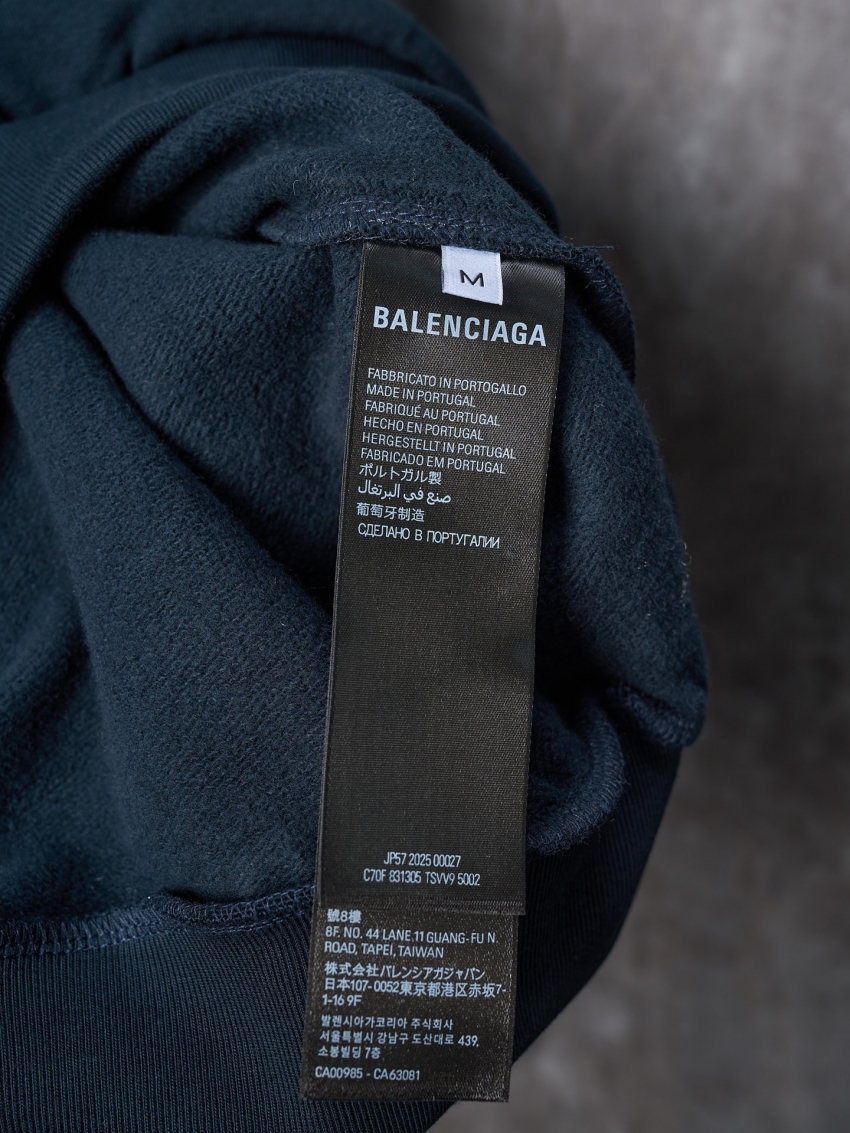 M
BALENCIAGA
FABBRICATO IN PORTOGALLO
MADE IN PORTUGAL
FABRIQUÉ AU PORTUGAL
HECHO EN PORTUGAL
HERGESTELLT IN PORTUGAL
FABRICADO EM PORTUGAL
ポルトガル製
صنع في البرتغال
葡萄牙制造
СДЕЛАНО В ПОРТУГАЛИИ
JP57 2025 00027
C70F 831305 TSVV9 5002
號8樓
8F. NO. 44 LANE.11 GUANG-FU N.
ROAD, TAPEI, TAIWAN
株式会社バレンシアガジャパン
日本107-0052東京都港区赤坂7-
1-16 9F
발렌시아가코리아 주식회사
서울특별시 강남구 도산대로 439,
소봉빌딩 7층
CA00985 - CA63081